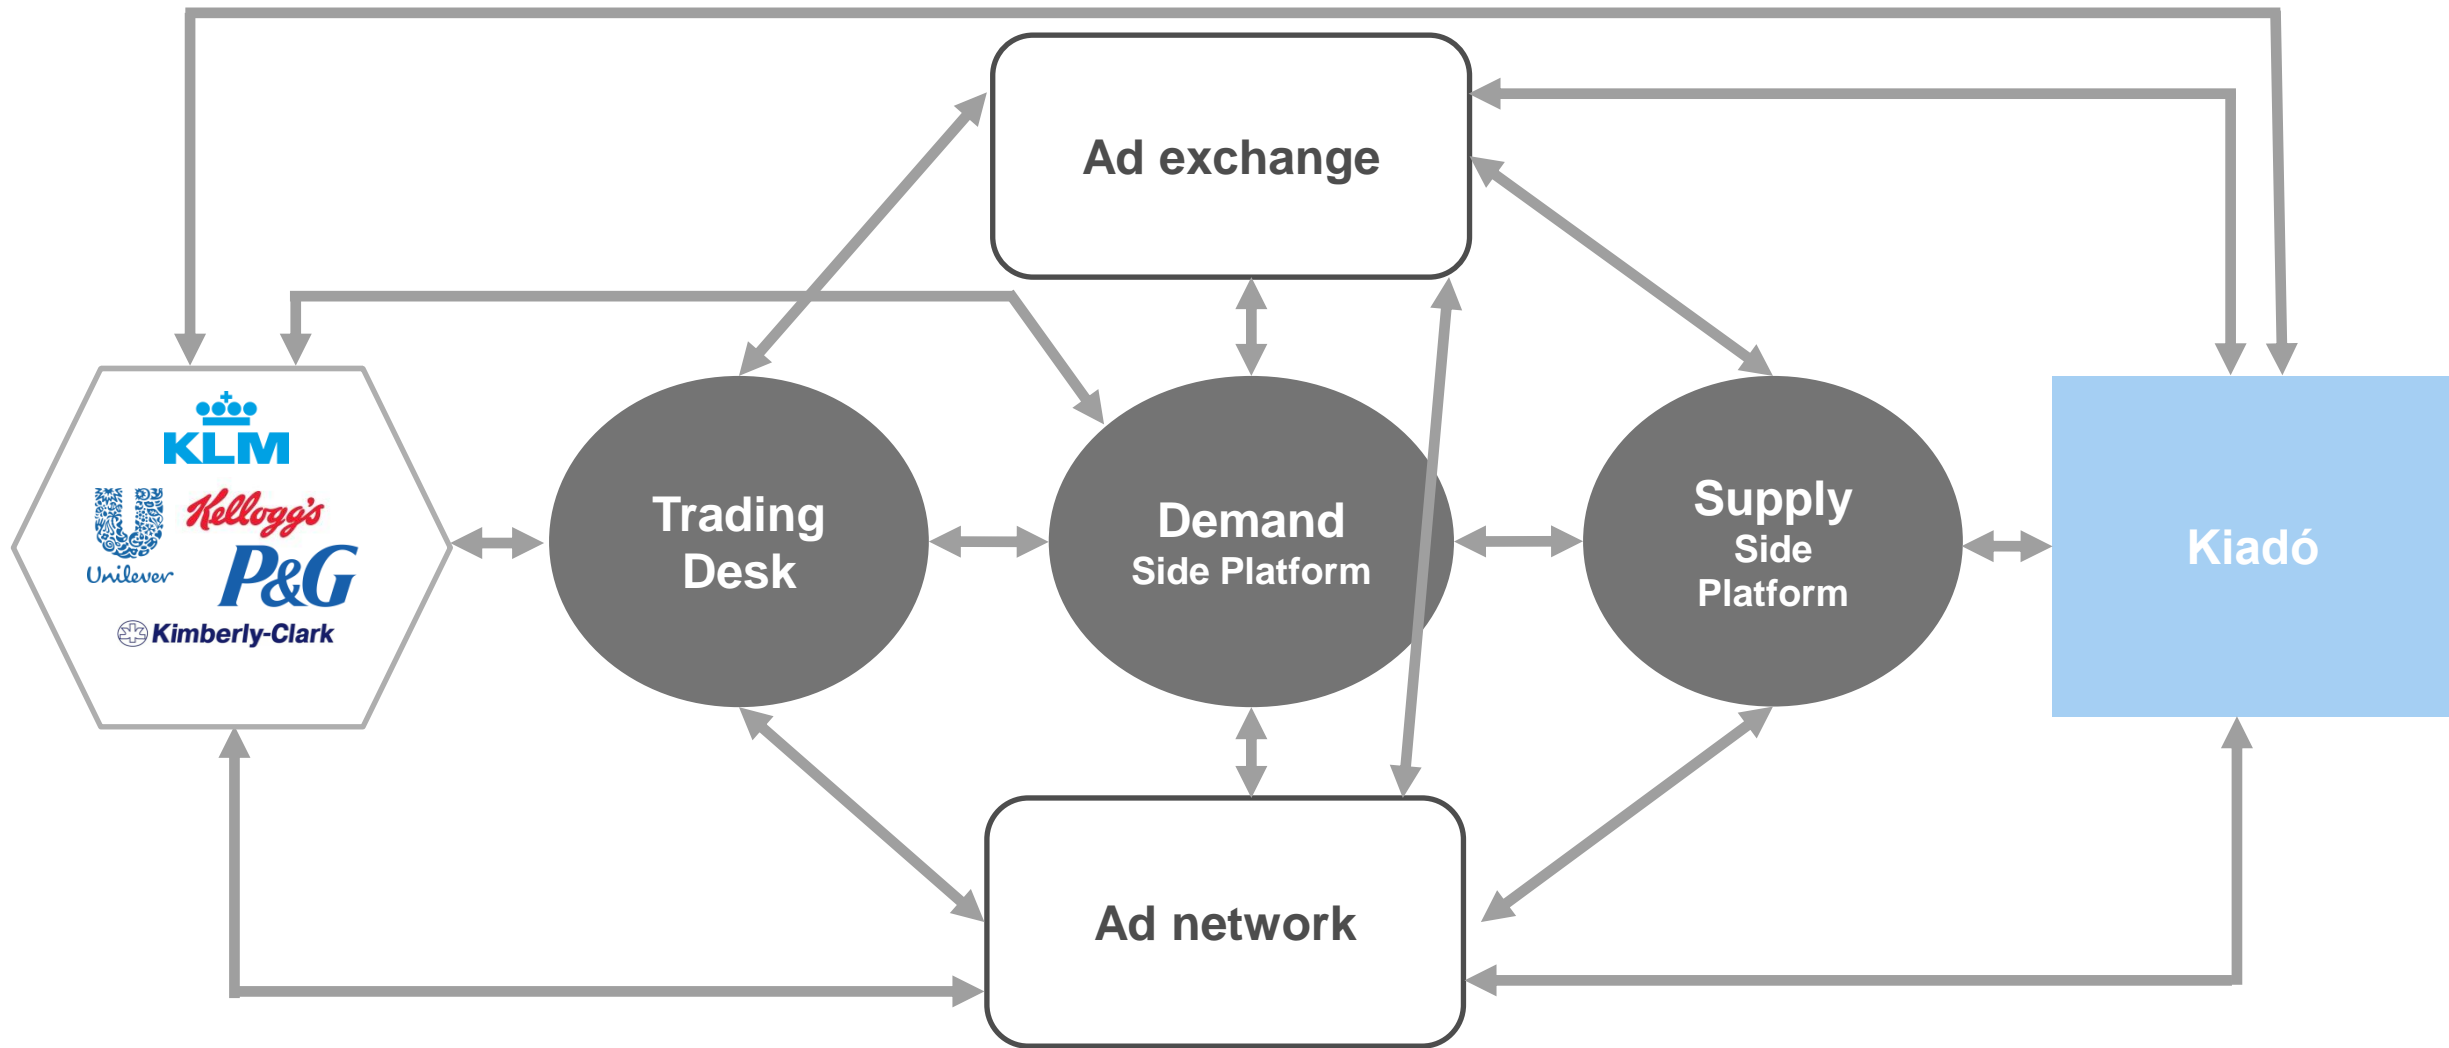 Ad exchange
KLM
Unilever
Kellogg's
P&G
Kimberly-Clark
Trading
Desk
Demand
Side Platform
Supply
Side
Platform
Kiadó
Ad network